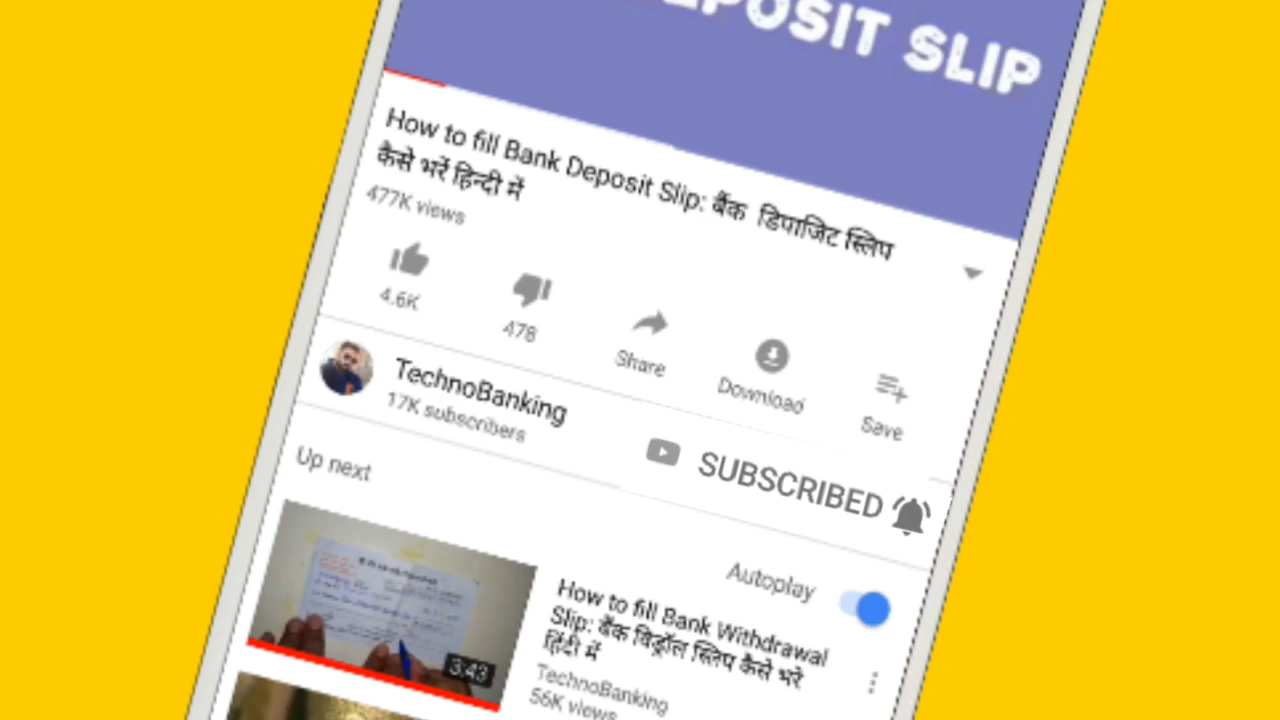 DEPOSIT SLIP
How to fill Bank Deposit Slip: बैंक डिपाजिट स्लिप
कैसे भरें हिन्दी में
477K views
4.6K
478
Share
Download
Save
TechnoBanking
17K subscribers
SUBSCRIBED
Up next
Autoplay
3:43
How to fill Bank Withdrawal
Slip: बैंक विड्रॉल स्लिप कैसे भरे
हिंदी में
TechnoBanking
56K views